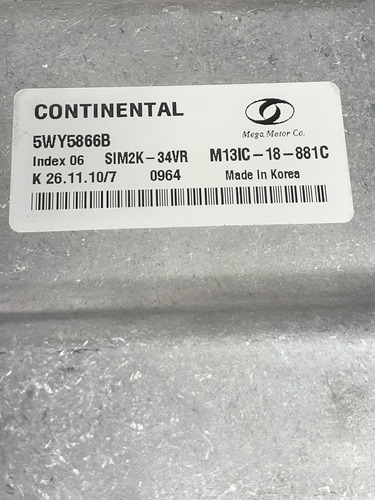 CONTINENTAL
Mega Motor Co.
5WY5866B
Index 06 SIM2K-34VR M13IC-18-881C
K 26.11.10/7 0964 Made In Korea